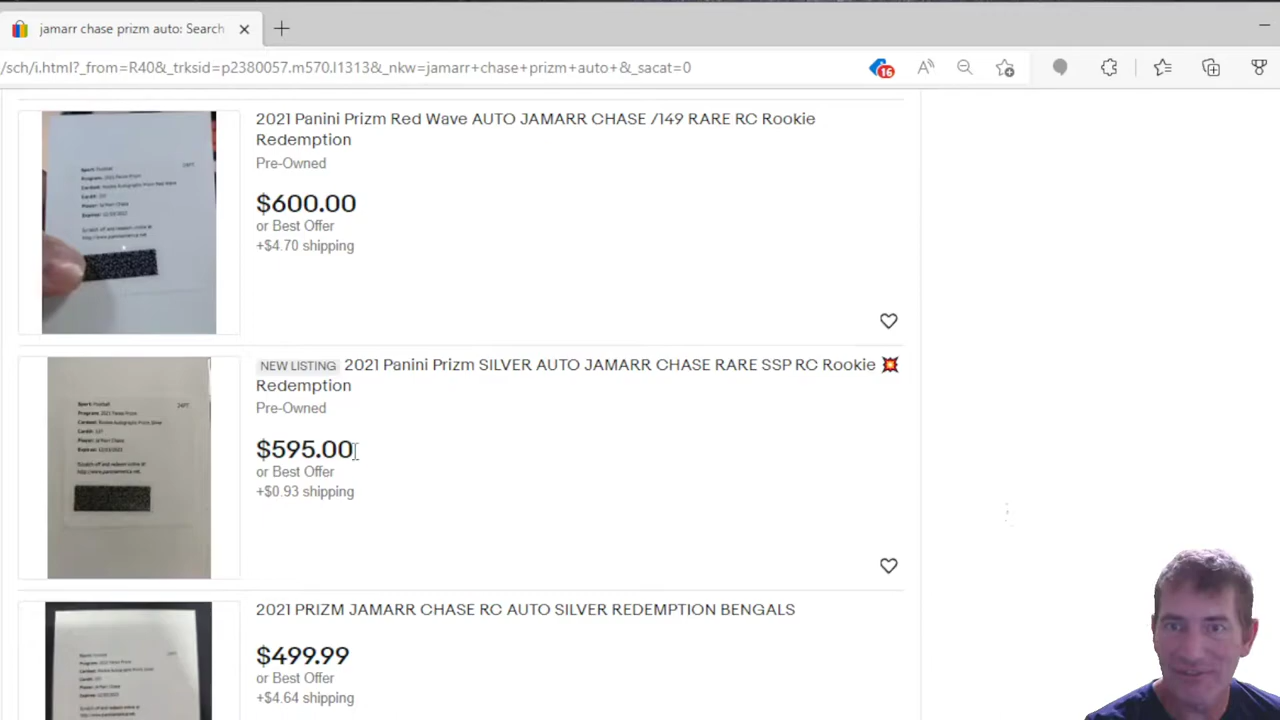 jamarr chase prizm auto: Search
/sch/i.html?_from=R40&_trksid=p2380057.m570.l1313&_nkw=jamarr+chase+prizm+auto+&_sacat=0
16
2021 Panini Prizm Red Wave AUTO JAMARR CHASE /149 RARE RC Rookie
Redemption
Pre-Owned
$600.00
or Best Offer
+$4.70 shipping
NEW LISTING 2021 Panini Prizm SILVER AUTO JAMARR CHASE RARE SSP RC Rookie 💥
Redemption
Pre-Owned
$595.00
or Best Offer
+$0.93 shipping
2021 PRIZM JAMARR CHASE RC AUTO SILVER REDEMPTION BENGALS
$499.99
or Best Offer
+$4.64 shipping